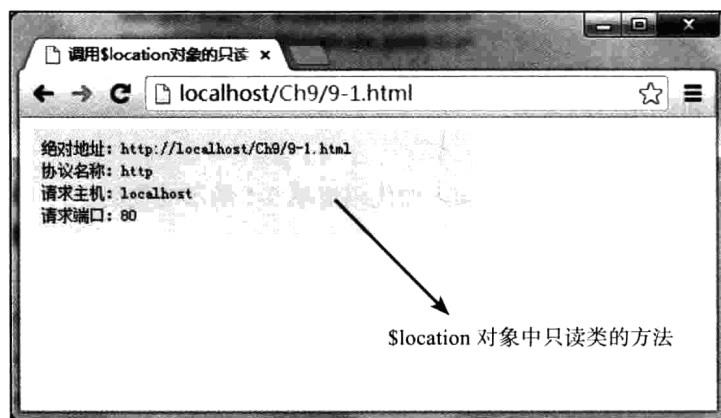 调用$location对象的只读
localhost/Ch9/9-1.html
绝对地址：http://localhost/Ch9/9-1.html
协议名称：http
请求主机：localhost
请求端口：80
$location 对象中只读类的方法